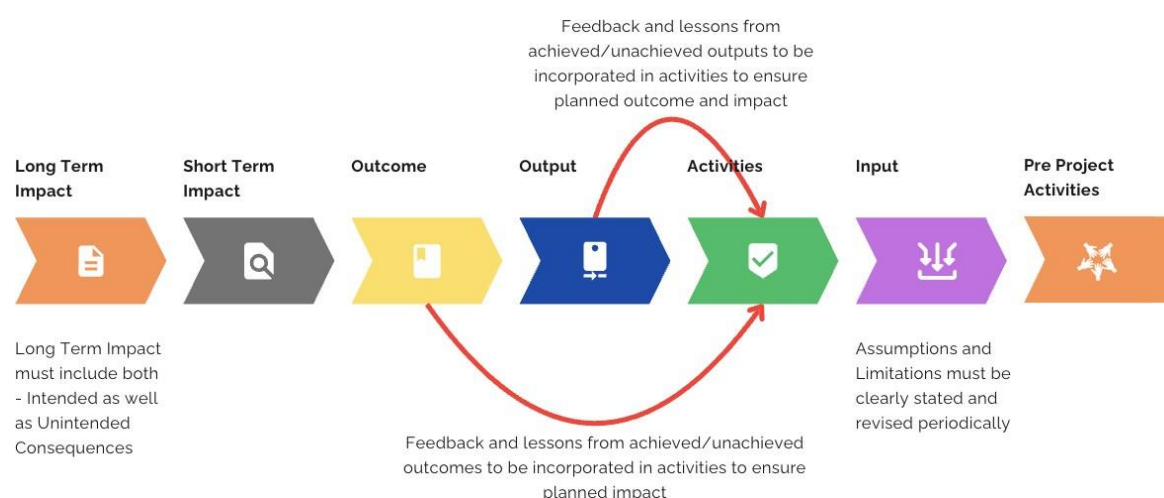 Feedback and lessons from
achieved/unachieved outputs to be
incorporated in activities to ensure
planned outcome and impact
Long Term
Impact
Short Term
Impact
Outcome
Output
Activities
Input
Pre Project
Activities
Long Term Impact
must include both
- Intended as well
as Unintended
Consequences
Assumptions and
Limitations must be
clearly stated and
revised periodically
Feedback and lessons from achieved/unachieved
outcomes to be incorporated in activities to ensure
planned impact